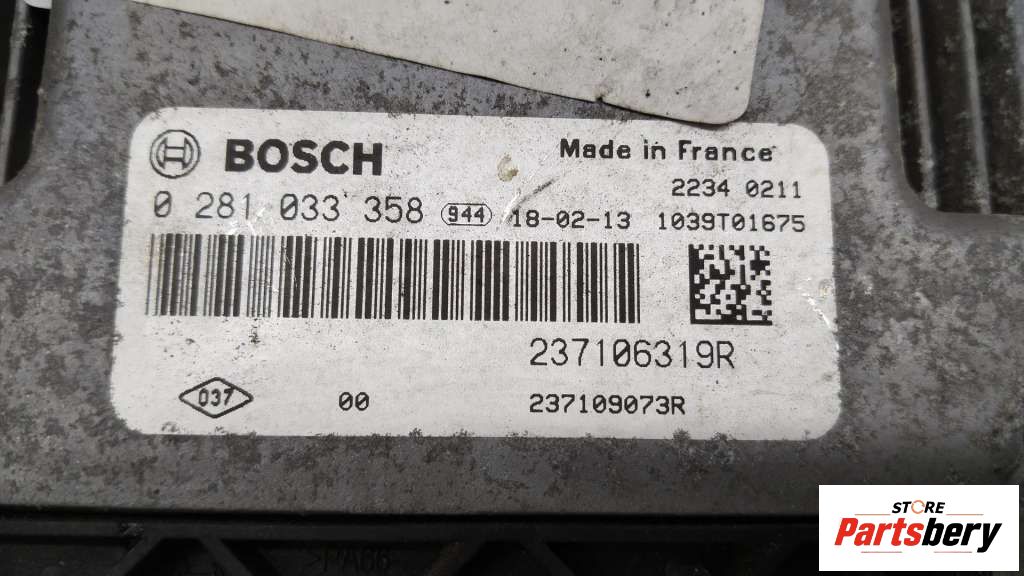 BOSCH
Made in France
2234 0211
0 281 033 358 944 18-02-13 1039T01675
237106319R
037 00 237109073R
>PA66
STORE
Partsbery